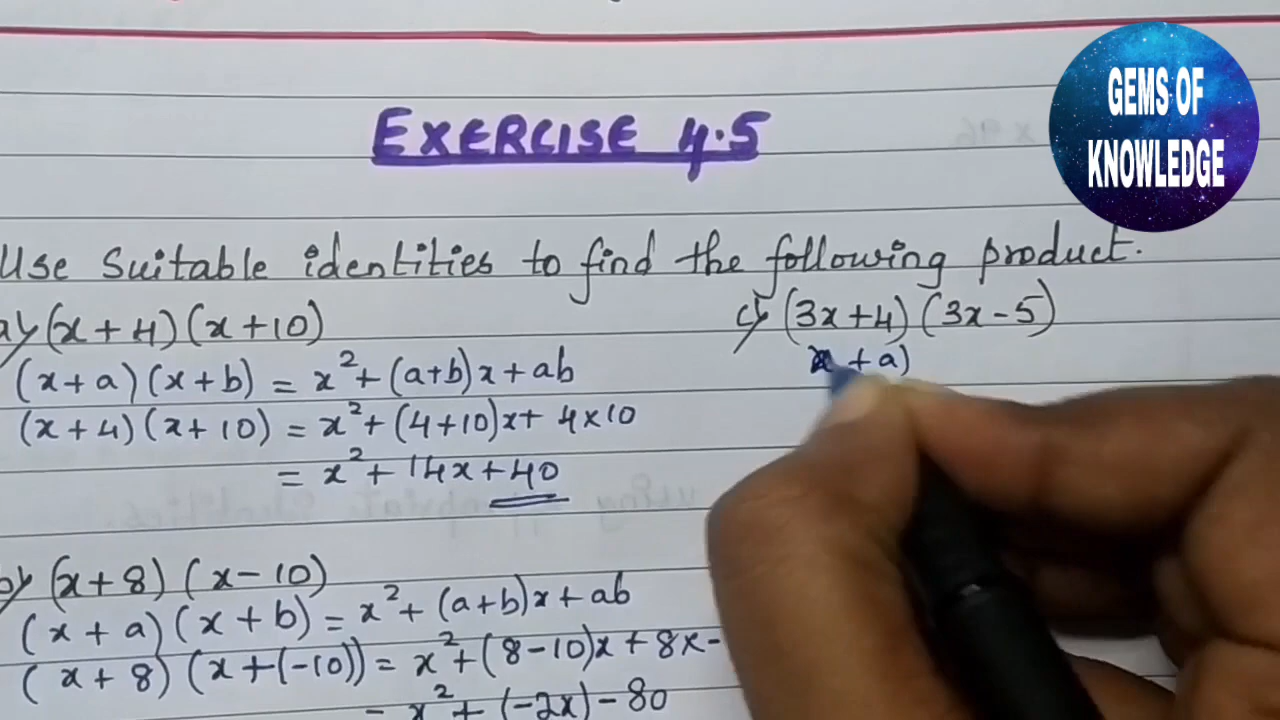 GEMS OF
KNOWLEDGE
EXERCISE 4.5
Use Suitable identities to find the following product.
a) (x + 4) (x + 10)
(x + a) (x + b) = x² + (a+b)x + ab
(x + 4) (x + 10) = x² + (4+10)x + 4×10
= x² + 14x + 40
b) (x + 8) (x - 10)
(x + a) (x + b) = x² + (a+b)x + ab
(x + 8) (x + (-10)) = x² + (8-10)x + 8x-
= x² + (-2x) - 80
c) (3x + 4) (3x - 5)
x + a)